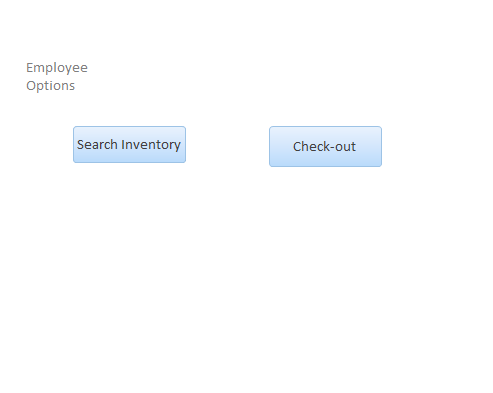 Employee
Options
Search Inventory
Check-out